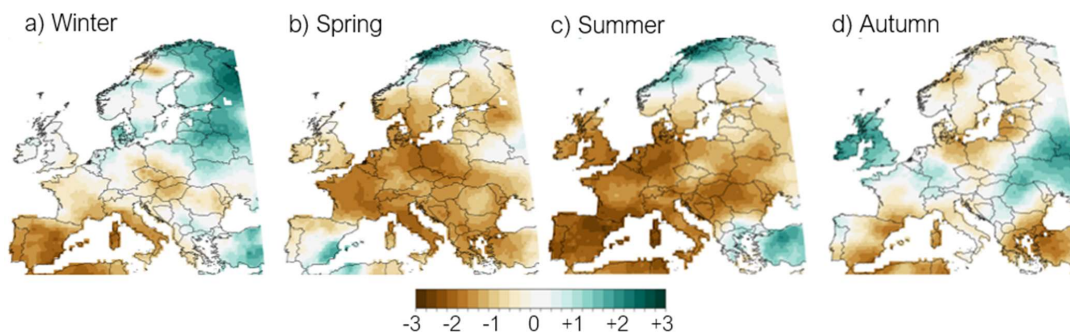 a) Winter
b) Spring
c) Summer
d) Autumn
-3 -2 -1 0 +1 +2 +3